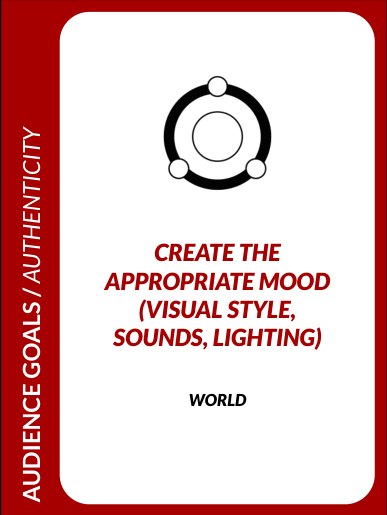 AUDIENCE GOALS / AUTHENTICITY
CREATE THE
APPROPRIATE MOOD
(VISUAL STYLE,
SOUNDS, LIGHTING)
WORLD